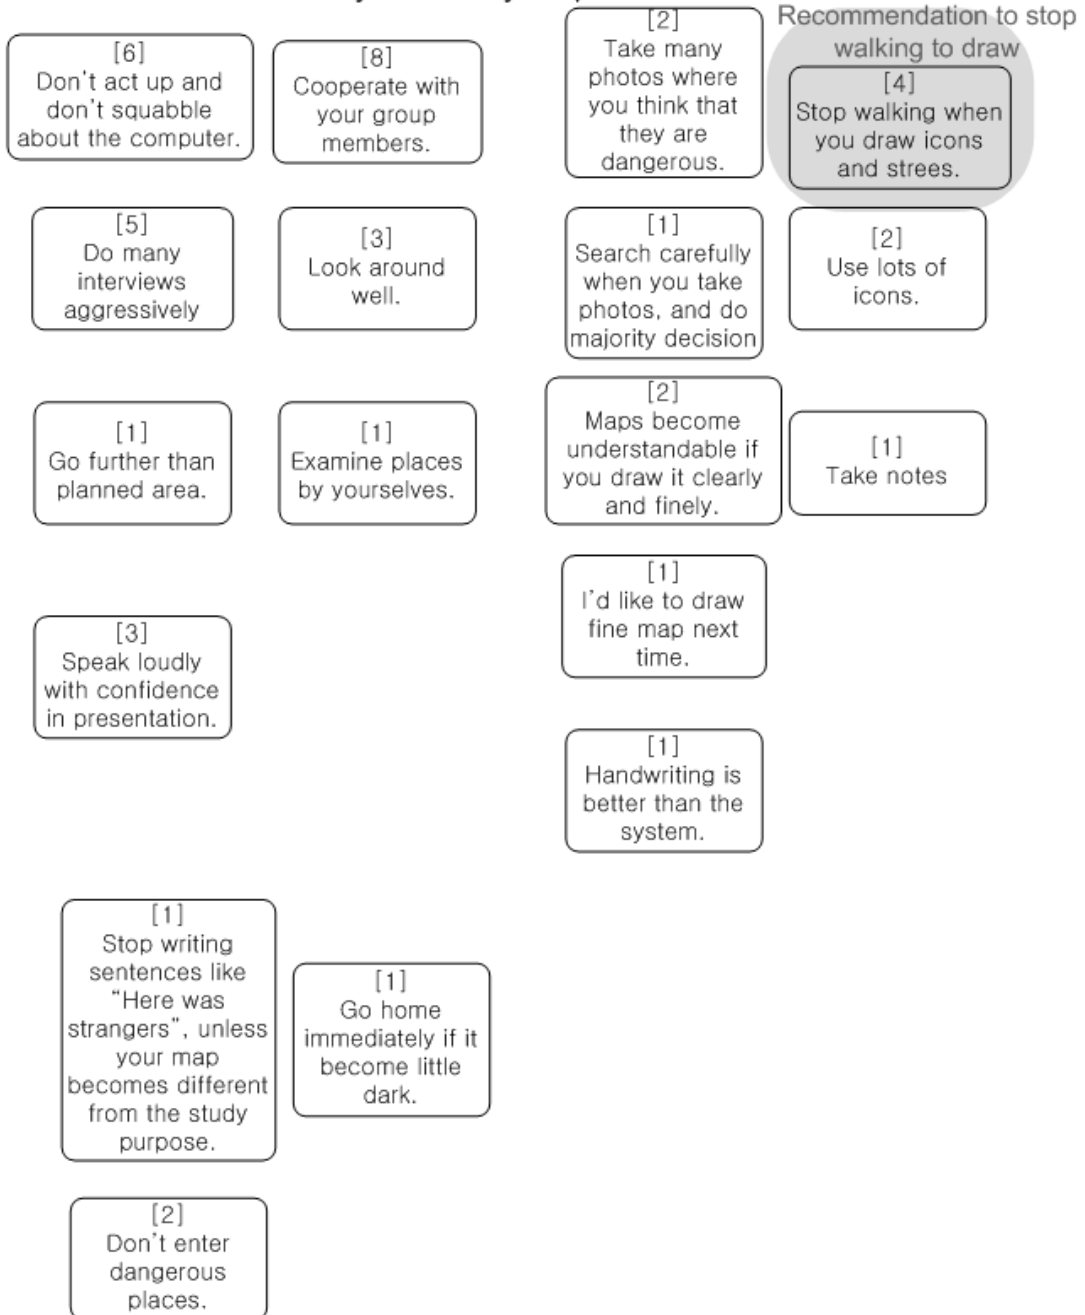 [6]
Don't act up and
don't squabble
about the computer.
[8]
Cooperate with
your group
members.
[2]
Take many
photos where
you think that
they are
dangerous.
Recommendation to stop
walking to draw
[4]
Stop walking when
you draw icons
and strees.
[5]
Do many
interviews
aggressively
[3]
Look around
well.
[1]
Search carefully
when you take
photos, and do
majority decision
[2]
Use lots of
icons.
[1]
Go further than
planned area.
[1]
Examine places
by yourselves.
[2]
Maps become
understandable if
you draw it clearly
and finely.
[1]
Take notes
[1]
I'd like to draw
fine map next
time.
[3]
Speak loudly
with confidence
in presentation.
[1]
Handwriting is
better than the
system.
[1]
Stop writing
sentences like
“Here was
strangers”, unless
your map
becomes different
from the study
purpose.
[1]
Go home
immediately if it
become little
dark.
[2]
Don't enter
dangerous
places.